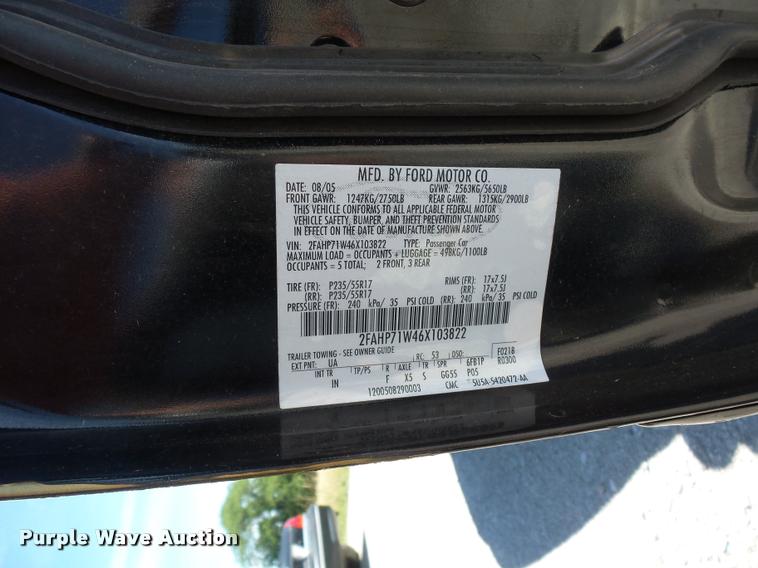 MFD. BY FORD MOTOR CO.
DATE: 08/05 GVWR: 2563KG/5650LB
FRONT GAWR: 1247KG/2750LB REAR GAWR: 1315KG/2900LB
THIS VEHICLE CONFORMS TO ALL APPLICABLE FEDERAL MOTOR
VEHICLE SAFETY, BUMPER, AND THEFT PREVENTION STANDARDS
IN EFFECT ON THE DATE OF MANUFACTURE SHOWN ABOVE.
VIN: 2FAHP71W46X103822 TYPE: Passenger Car
MAXIMUM LOAD = OCCUPANTS + LUGGAGE = 498KG/1100LB
OCCUPANTS = 5 TOTAL: 2 FRONT, 3 REAR
TIRE (FR): P235/55R17 RIMS (FR): 17x7.5J
(RR): P235/55R17 (RR): 17x7.5J
PRESSURE (FR): 240 kPa/ 35 PSI COLD (RR): 240 kPa/ 35 PSI COLD
2FAHP71W46X103822
TRAILER TOWING - SEE OWNER GUIDE
EXT PNT: UA RC: 53 DSO: F021B
INT TR TP/PS R AXLE TR SPR 6FB1P R0300
IN F X5 S GG55 P05
1200508290003 CMC 5U5A-5420472-AA
Purple Wave Auction